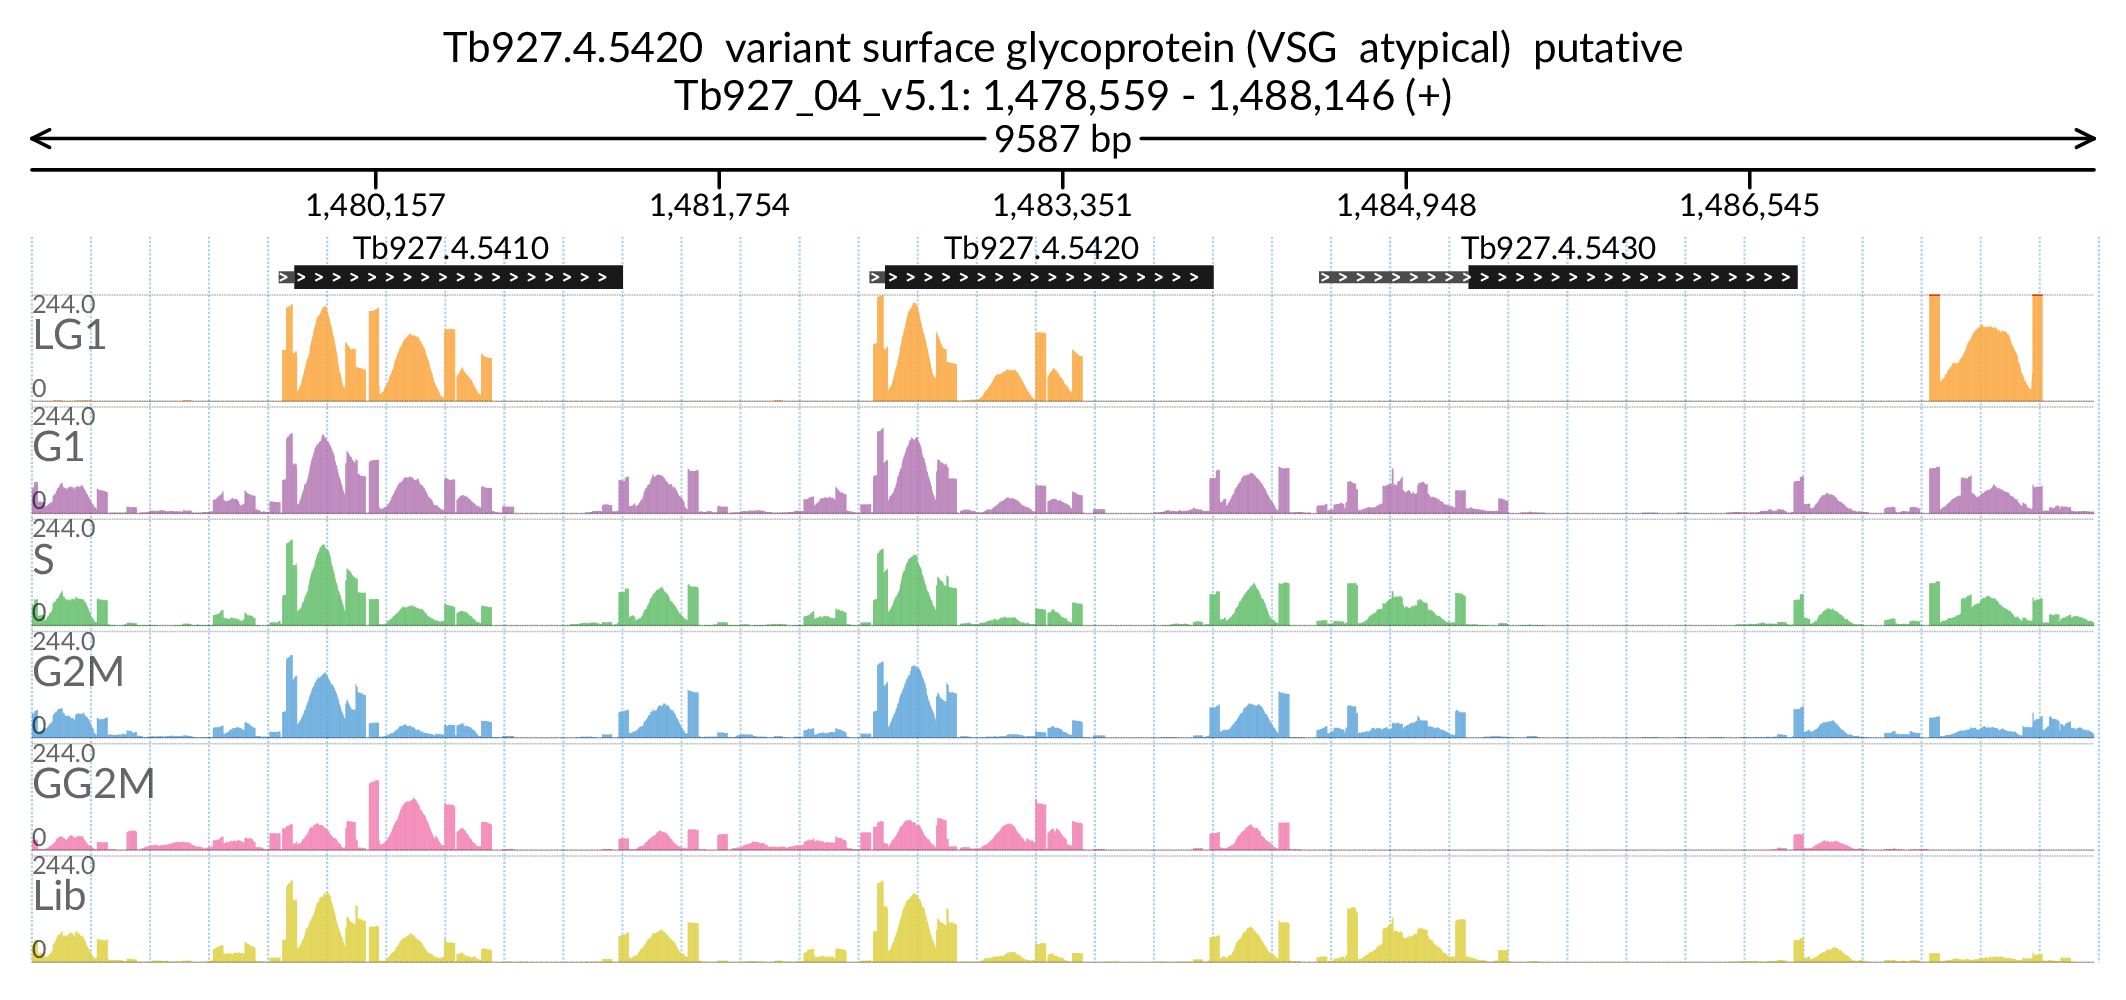 Tb927.4.5420  variant surface glycoprotein (VSG  atypical)  putative
Tb927_04_v5.1: 1,478,559 - 1,488,146 (+)
9587 bp
1,480,157 1,481,754 1,483,351 1,484,948 1,486,545
Tb927.4.5410 Tb927.4.5420 Tb927.4.5430
244.0
LG1
0
244.0
G1
0
244.0
S
0
244.0
G2M
0
244.0
GG2M
0
244.0
Lib
0